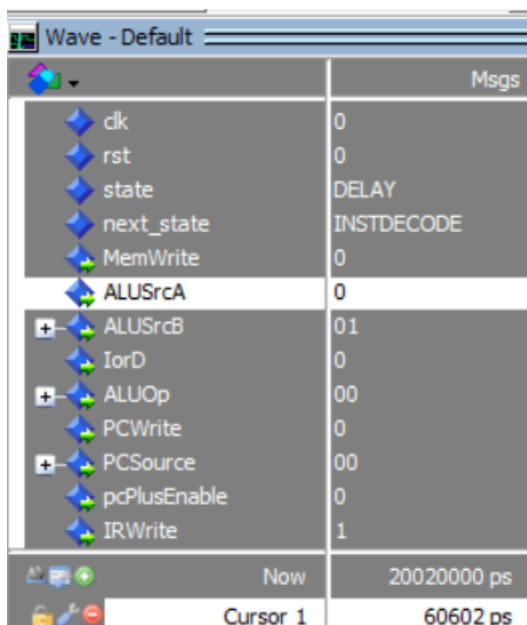 Wave - Default
Msgs
clk 0
rst 0
state DELAY
next_state INSTDECODE
MemWrite 0
ALUSrcA 0
ALUSrcB 01
IorD 0
ALUOp 00
PCWrite 0
PCSource 00
pcPlusEnable 0
IRWrite 1
Now 20020000 ps
Cursor 1 60602 ps